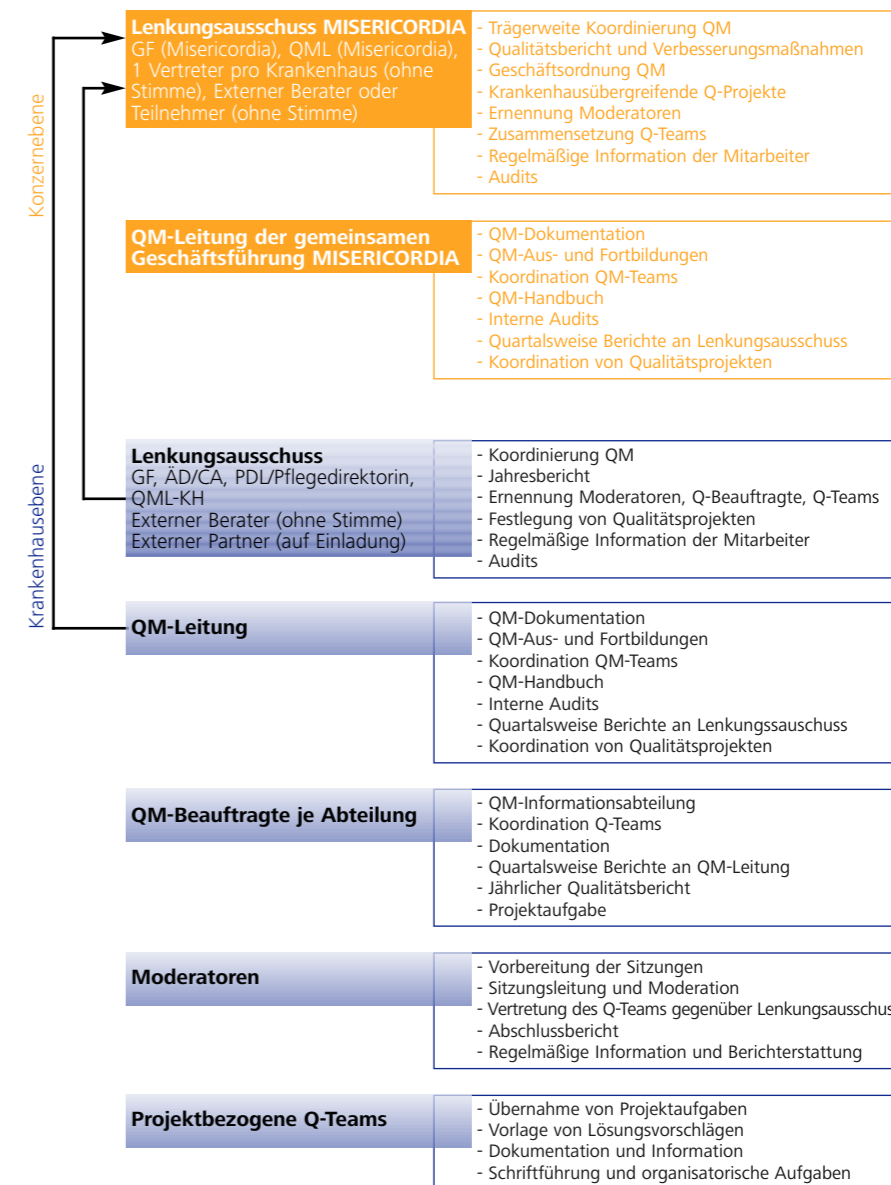 Konzernebene
Lenkungsausschuss MISERICORDIA
GF (Misericordia), QML (Misericordia),
1 Vertreter pro Krankenhaus (ohne
Stimme), Externer Berater oder
Teilnehmer (ohne Stimme)
- Trägerweite Koordinierung QM
- Qualitätsbericht und Verbesserungsmaßnahmen
- Geschäftsordnung QM
- Krankenhausübergreifende Q-Projekte
- Ernennung Moderatoren
- Zusammensetzung Q-Teams
- Regelmäßige Information der Mitarbeiter
- Audits
QM-Leitung der gemeinsamen
Geschäftsführung MISERICORDIA
- QM-Dokumentation
- QM-Aus- und Fortbildungen
- Koordination QM-Teams
- QM-Handbuch
- Interne Audits
- Quartalsweise Berichte an Lenkungsausschuss
- Koordination von Qualitätsprojekten
Krankenhausebene
Lenkungsausschuss
GF, ÄD/CA, PDL/Pflegedirektorin,
QML-KH
Externer Berater (ohne Stimme)
Externer Partner (auf Einladung)
- Koordinierung QM
- Jahresbericht
- Ernennung Moderatoren, Q-Beauftragte, Q-Teams
- Festlegung von Qualitätsprojekten
- Regelmäßige Information der Mitarbeiter
- Audits
QM-Leitung
- QM-Dokumentation
- QM-Aus- und Fortbildungen
- Koordination QM-Teams
- QM-Handbuch
- Interne Audits
- Quartalsweise Berichte an Lenkungssauschuss
- Koordination von Qualitätsprojekten
QM-Beauftragte je Abteilung
- QM-Informationsabteilung
- Koordination Q-Teams
- Dokumentation
- Quartalsweise Berichte an QM-Leitung
- Jährlicher Qualitätsbericht
- Projektaufgabe
Moderatoren
- Vorbereitung der Sitzungen
- Sitzungsleitung und Moderation
- Vertretung des Q-Teams gegenüber Lenkungsausschus
- Abschlussbericht
- Regelmäßige Information und Berichterstattung
Projektbezogene Q-Teams
- Übernahme von Projektaufgaben
- Vorlage von Lösungsvorschlägen
- Dokumentation und Information
- Schriftführung und organisatorische Aufgaben